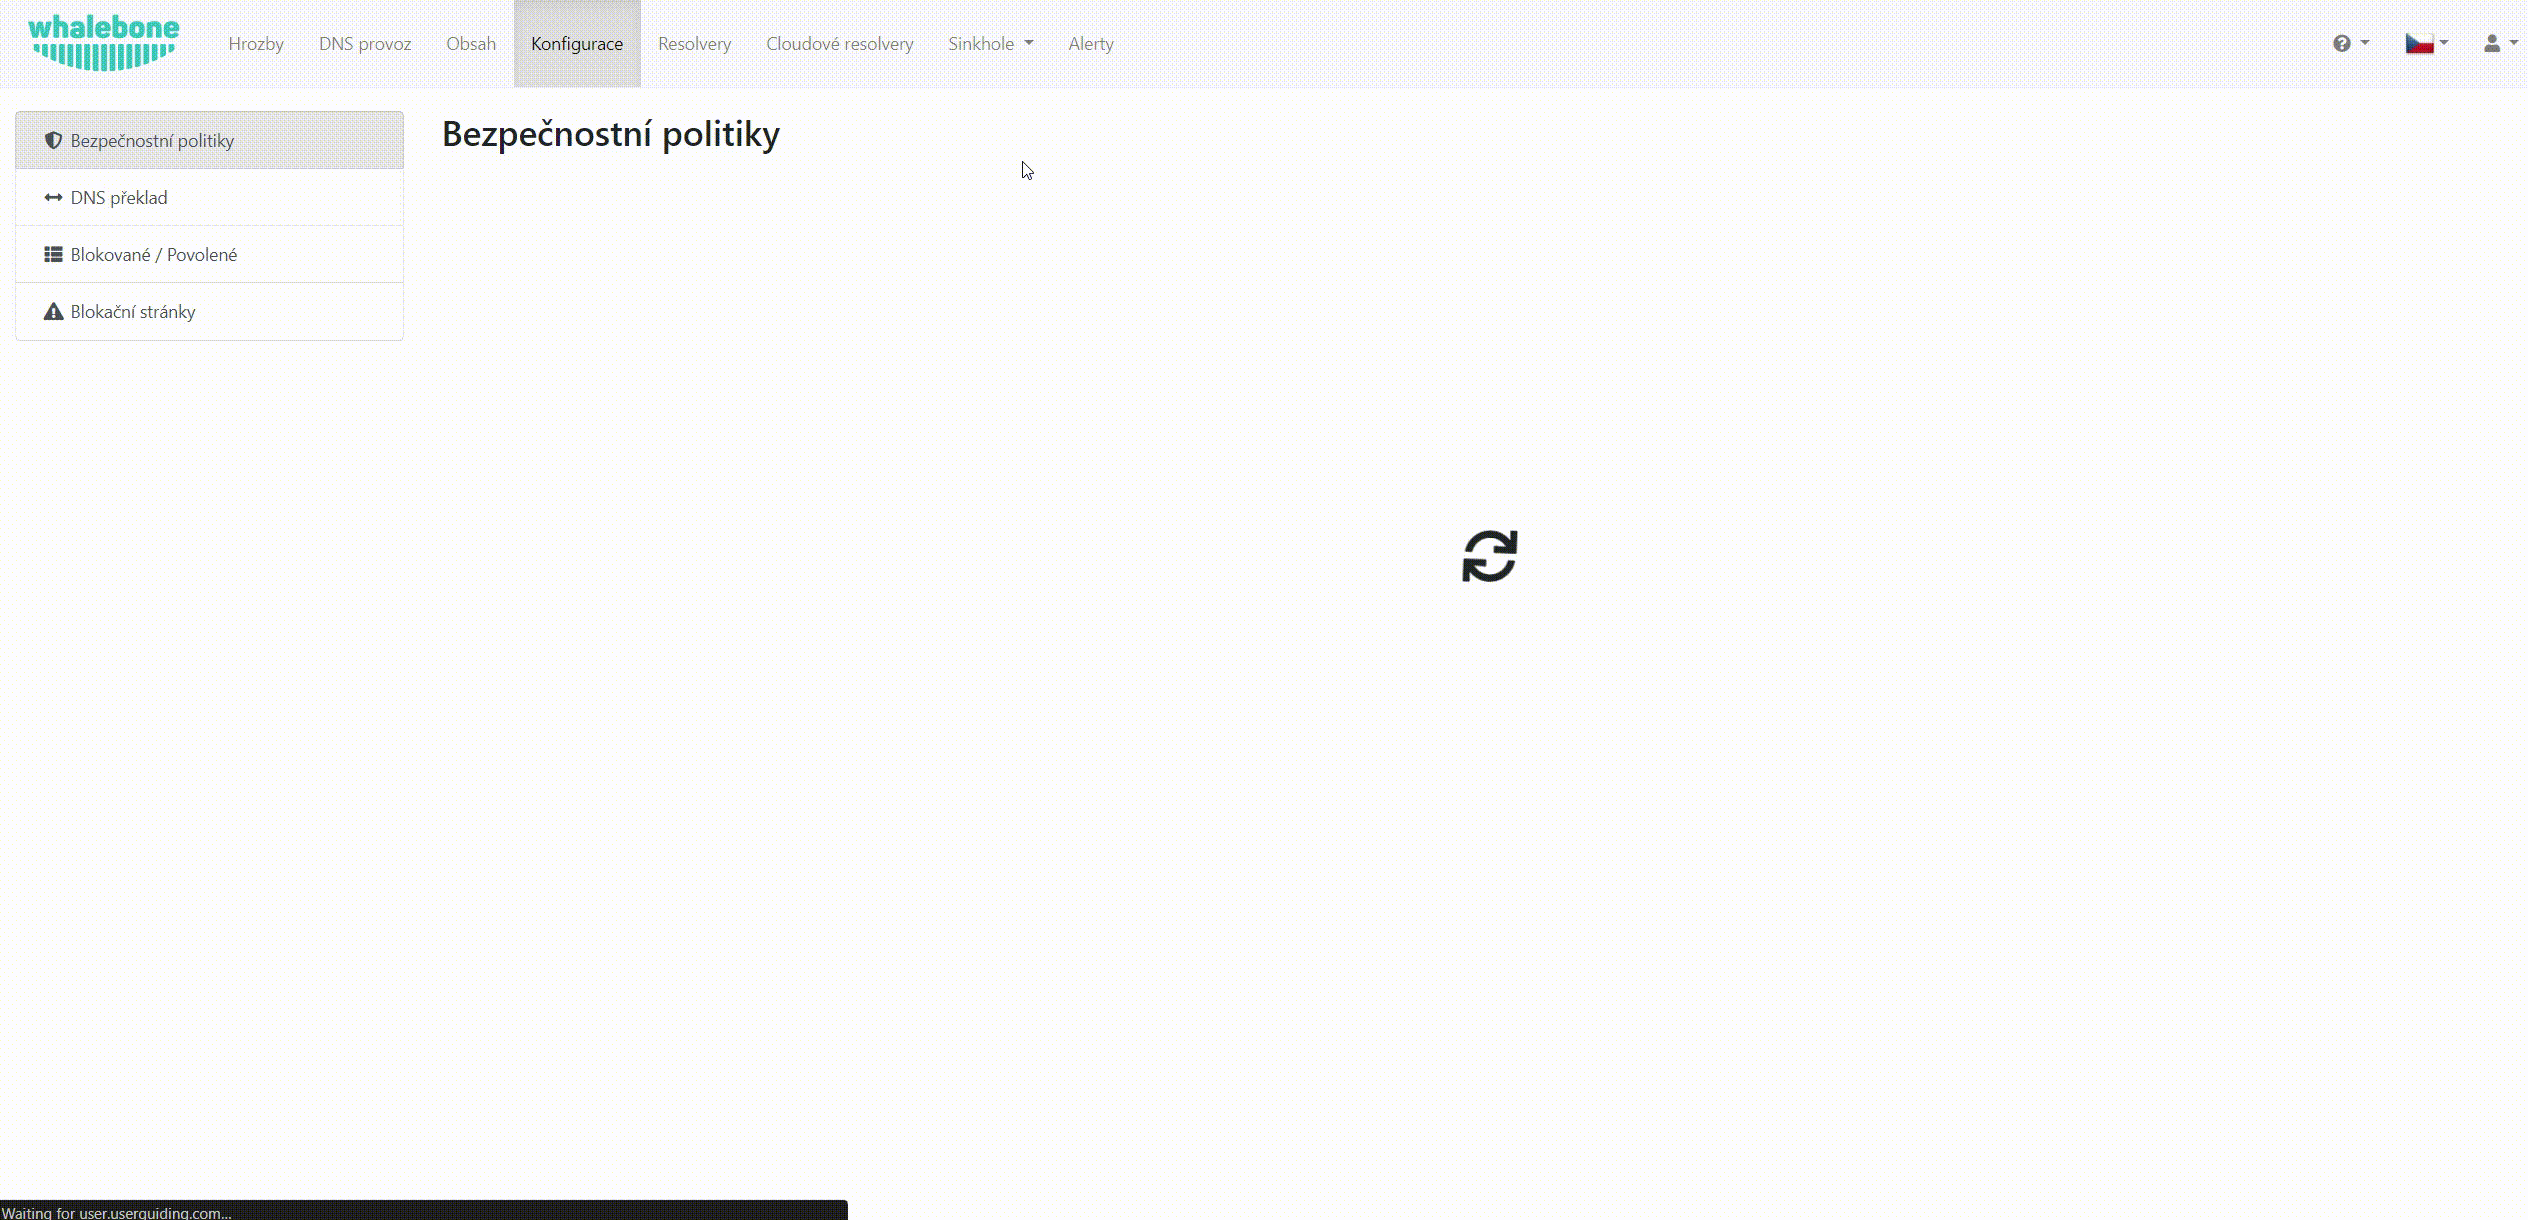 whalebone
Hrozby DNS provoz Obsah Konfigurace Resolvery Cloudové resolvery Sinkhole Alerty
Bezpečnostní politiky
DNS překlad
Blokované / Povolené
Blokační stránky
Bezpečnostní politiky
Waiting for user.userguiding.com...